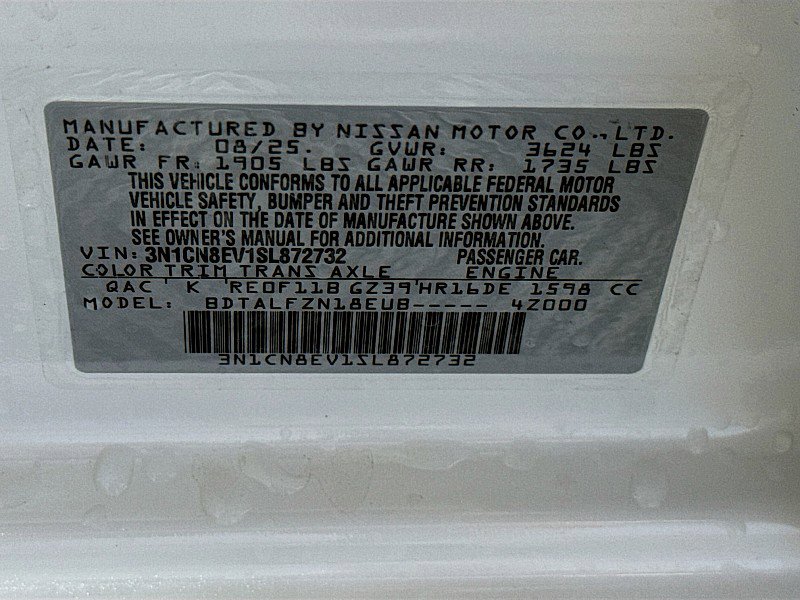 MANUFACTURED BY NISSAN MOTOR CO., LTD.
DATE: 08/25. GVWR: 3624 LBS
GAWR FR: 1905 LBS GAWR RR: 1735 LBS
THIS VEHICLE CONFORMS TO ALL APPLICABLE FEDERAL MOTOR
VEHICLE SAFETY, BUMPER AND THEFT PREVENTION STANDARDS
IN EFFECT ON THE DATE OF MANUFACTURE SHOWN ABOVE.
SEE OWNER'S MANUAL FOR ADDITIONAL INFORMATION.
VIN: 3N1CN8EV1SL872732 PASSENGER CAR.
COLOR TRIM TRANS AXLE ENGINE
QAC K RE0F11B GZ39 HR16DE 1598 CC
MODEL: BDTALFZN18EUB----- 4Z000
3N1CN8EV1SL872732